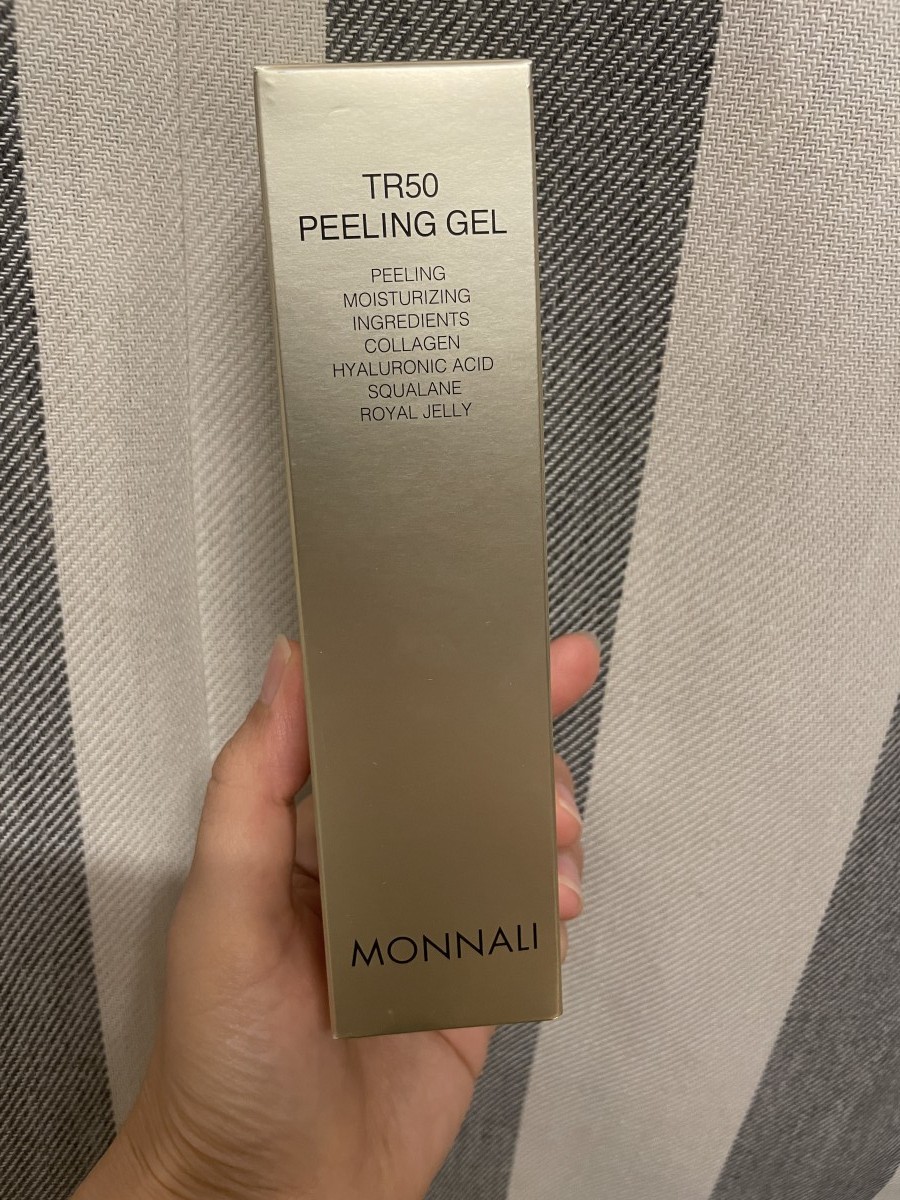 TR50
PEELING GEL
PEELING
MOISTURIZING
INGREDIENTS
COLLAGEN
HYALURONIC ACID
SQUALANE
ROYAL JELLY
MONNALI